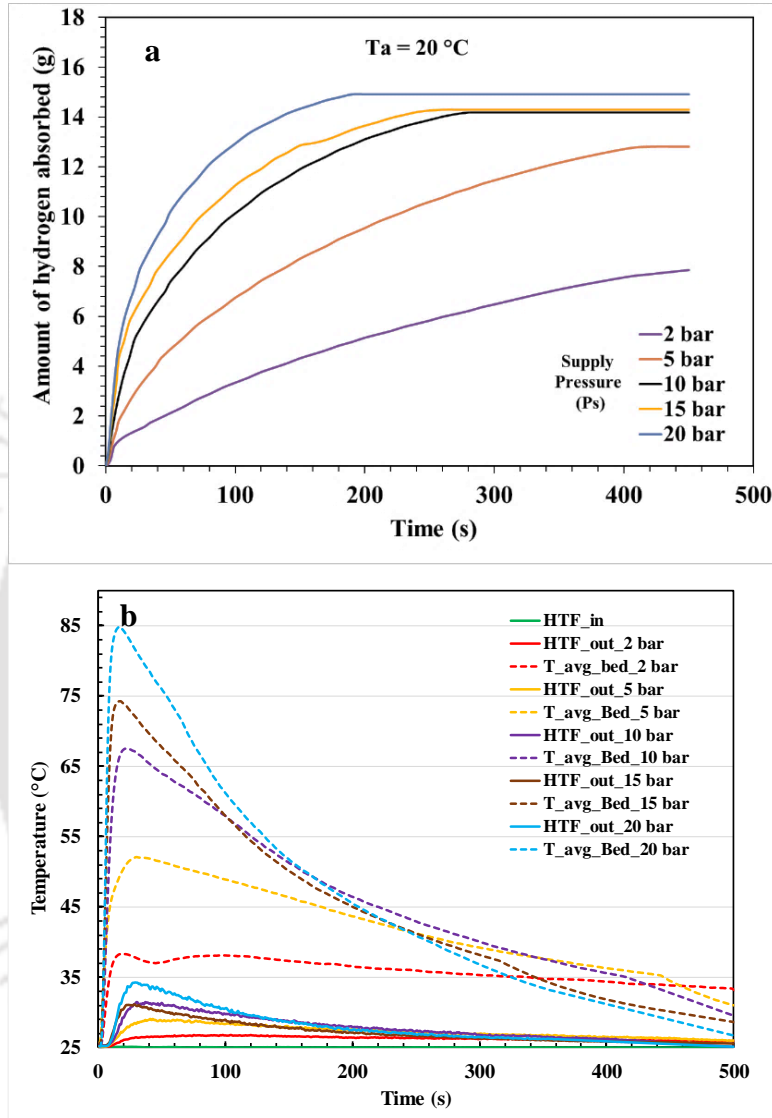 a
Ta = 20 °C
Amount of hydrogen absorbed (g)
18
16
14
12
10
8
6
4
2
0
Supply
Pressure
(Ps)
2 bar
5 bar
10 bar
15 bar
20 bar
0 100 200 300 400 500
Time (s)
b
Temperature (°C)
85
75
65
55
45
35
25
HTF_in
HTF_out_2 bar
T_avg_bed_2 bar
HTF_out_5 bar
T_avg_Bed_5 bar
HTF_out_10 bar
T_avg_Bed_10 bar
HTF_out_15 bar
T_avg_Bed_15 bar
HTF_out_20 bar
T_avg_Bed_20 bar
0 100 200 300 400 500
Time (s)